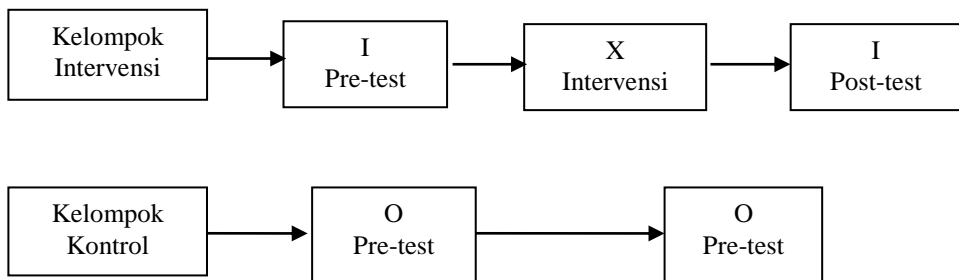 Kelompok
Intervensi
I
Pre-test
X
Intervensi
I
Post-test
Kelompok
Kontrol
O
Pre-test
O
Pre-test